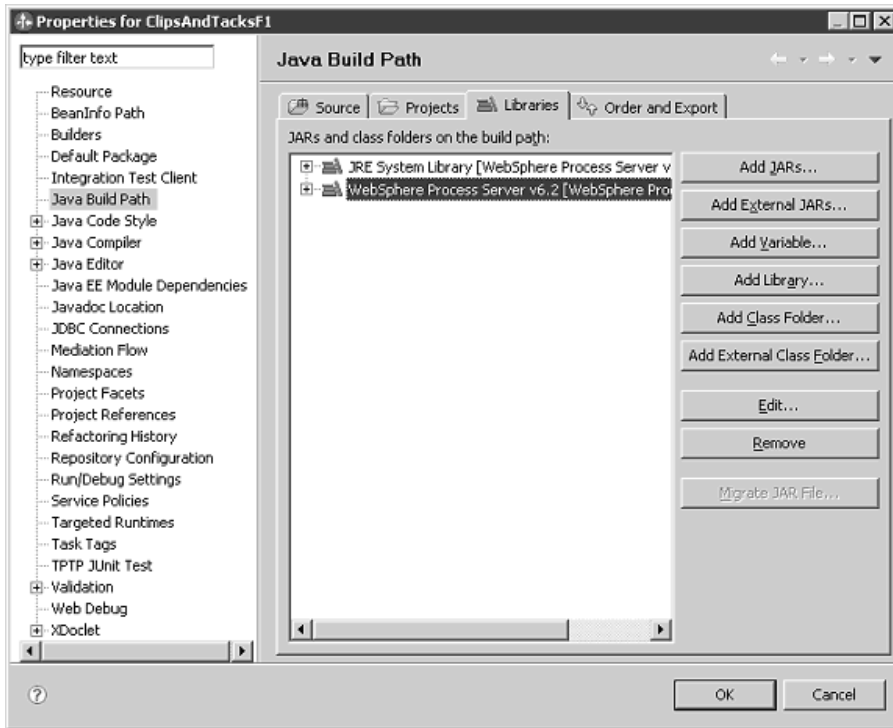 Properties for ClipsAndTacksF1
type filter text
Java Build Path
Resource
BeanInfo Path
Builders
Default Package
Integration Test Client
Java Build Path
Java Code Style
Java Compiler
Java Editor
Java EE Module Dependencies
Javadoc Location
JDBC Connections
Mediation Flow
Namespaces
Project Facets
Project References
Refactoring History
Repository Configuration
Run/Debug Settings
Service Policies
Targeted Runtimes
Task Tags
TPTP JUnit Test
Validation
Web Debug
XDoclet
Source
Projects
Libraries
Order and Export
JARs and class folders on the build path:
JRE System Library [WebSphere Process Server v
WebSphere Process Server v6.2 [WebSphere Pro
Add JARs...
Add External JARs...
Add Variable...
Add Library...
Add Class Folder...
Add External Class Folder...
Edit...
Remove
Migrate JAR File...
?
OK
Cancel